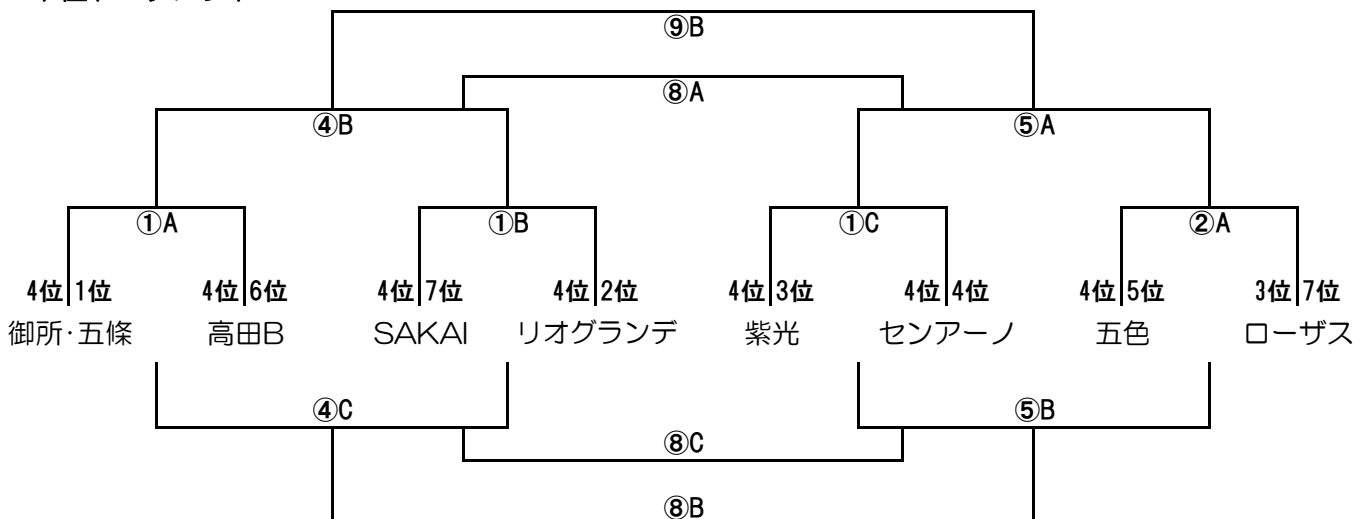 ⑨B
⑧A
④B ⑤A
①A ①B ①C ②A
4位 1位 4位 6位 4位 7位 4位 2位 4位 3位 4位 4位 4位 5位 3位 7位
御所・五條 高田B SAKAI リオグランデ 紫光 センアーノ 五色 ローザス
④C ⑤B
⑧C
⑧B